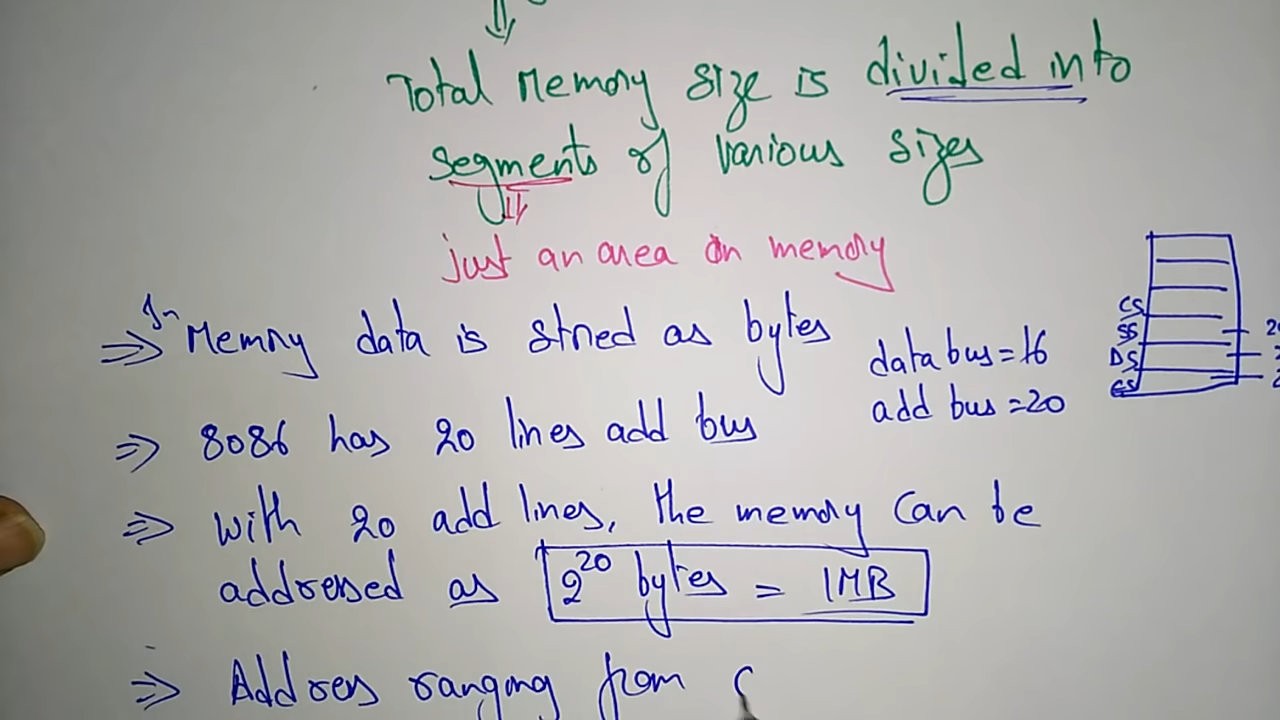 Total Memory size is divided into
segments of various sizes
just an area in memory
In
Memory data is stored as bytes
data bus = 16
add bus = 20
CS
SS
DS
ES
⇒ 8086 has 20 lines add bus
⇒ with 20 add lines, the memory can be
addressed as 2^20 bytes = 1MB
⇒ Address ranging from